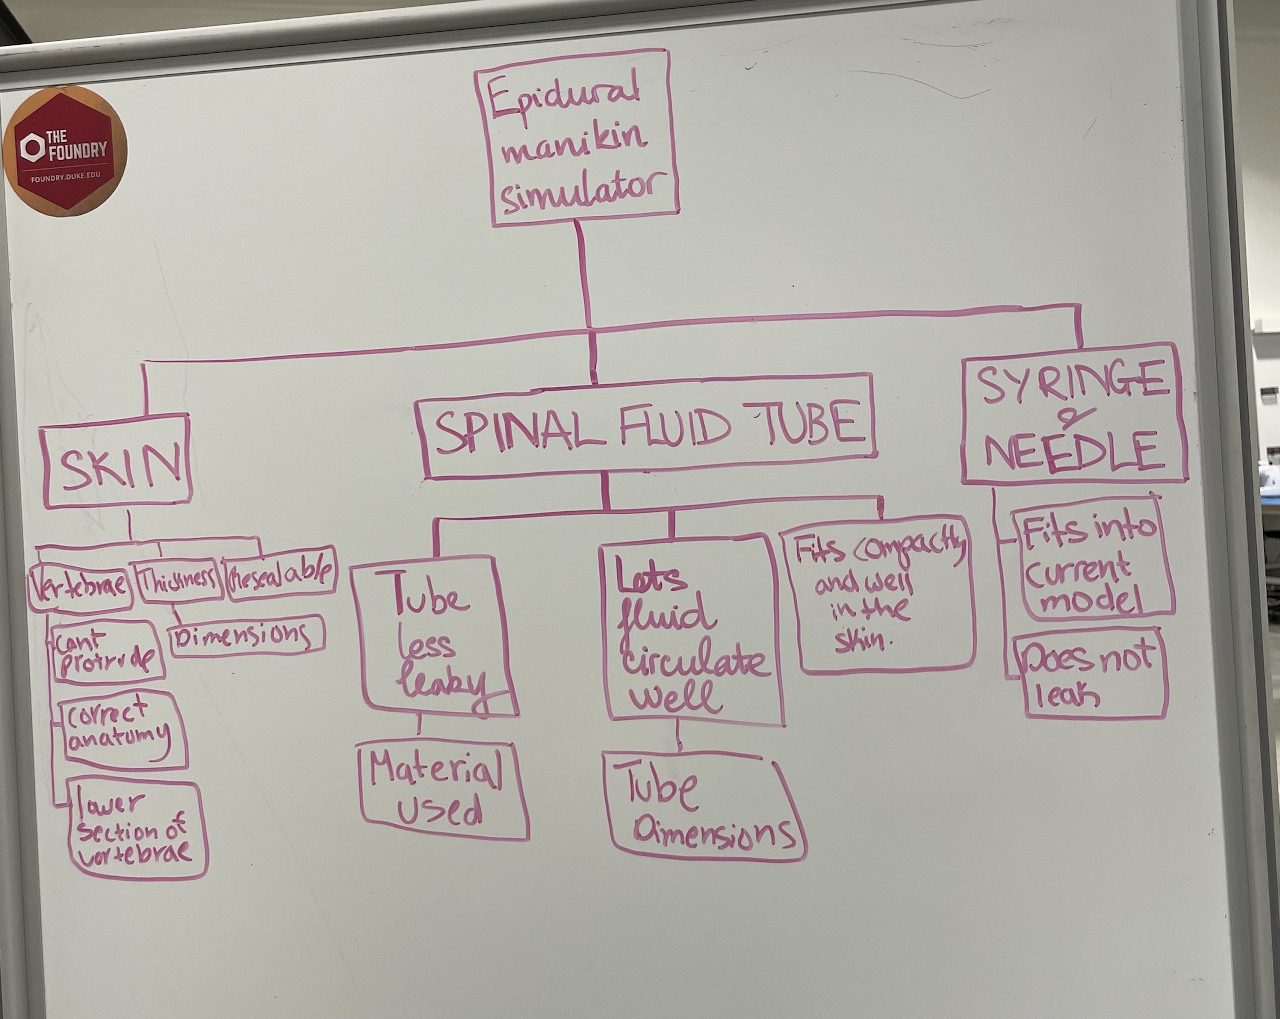 THE
FOUNDRY
FOUNDRY.DUKE.EDU
Epidural
manikin
simulator
SKIN
SPINAL FLUID TUBE
SYRINGE
&
NEEDLE
Vertebrae
Thickness
Resealable
cant
protrude
Dimensions
correct
anatomy
lower
section of
vertebrae
Tube
less
leaky
Material
used
Lets
fluid
circulate
well
Tube
Dimensions
Fits compactly
and well
in the
skin.
Fits into
current
model
Does not
leak